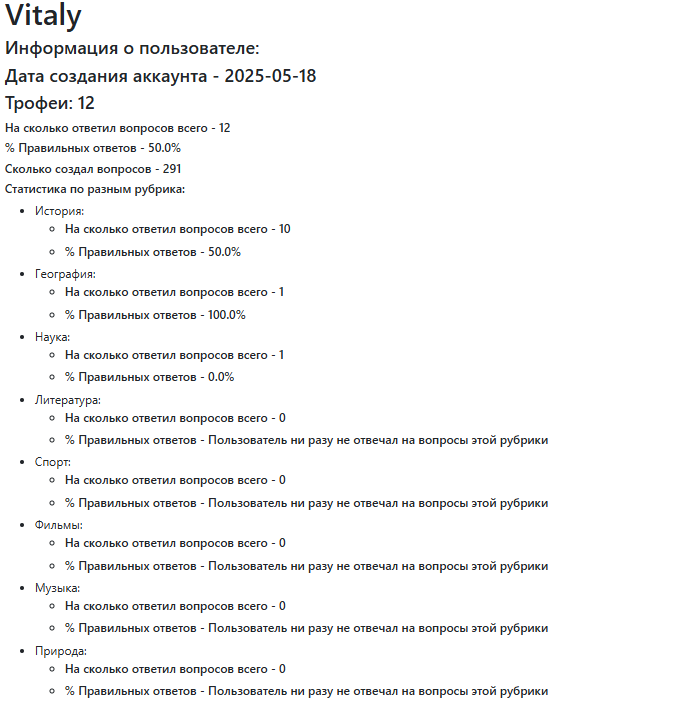 Vitaly
Информация о пользователе:
Дата создания аккаунта - 2025-05-18
Трофеи: 12
На сколько ответил вопросов всего - 12
% Правильных ответов - 50.0%
Сколько создал вопросов - 291
Статистика по разным рубрика:
История:
На сколько ответил вопросов всего - 10
% Правильных ответов - 50.0%
География:
На сколько ответил вопросов всего - 1
% Правильных ответов - 100.0%
Наука:
На сколько ответил вопросов всего - 1
% Правильных ответов - 0.0%
Литература:
На сколько ответил вопросов всего - 0
% Правильных ответов - Пользователь ни разу не отвечал на вопросы этой рубрики
Спорт:
На сколько ответил вопросов всего - 0
% Правильных ответов - Пользователь ни разу не отвечал на вопросы этой рубрики
Фильмы:
На сколько ответил вопросов всего - 0
% Правильных ответов - Пользователь ни разу не отвечал на вопросы этой рубрики
Музыка:
На сколько ответил вопросов всего - 0
% Правильных ответов - Пользователь ни разу не отвечал на вопросы этой рубрики
Природа:
На сколько ответил вопросов всего - 0
% Правильных ответов - Пользователь ни разу не отвечал на вопросы этой рубрики